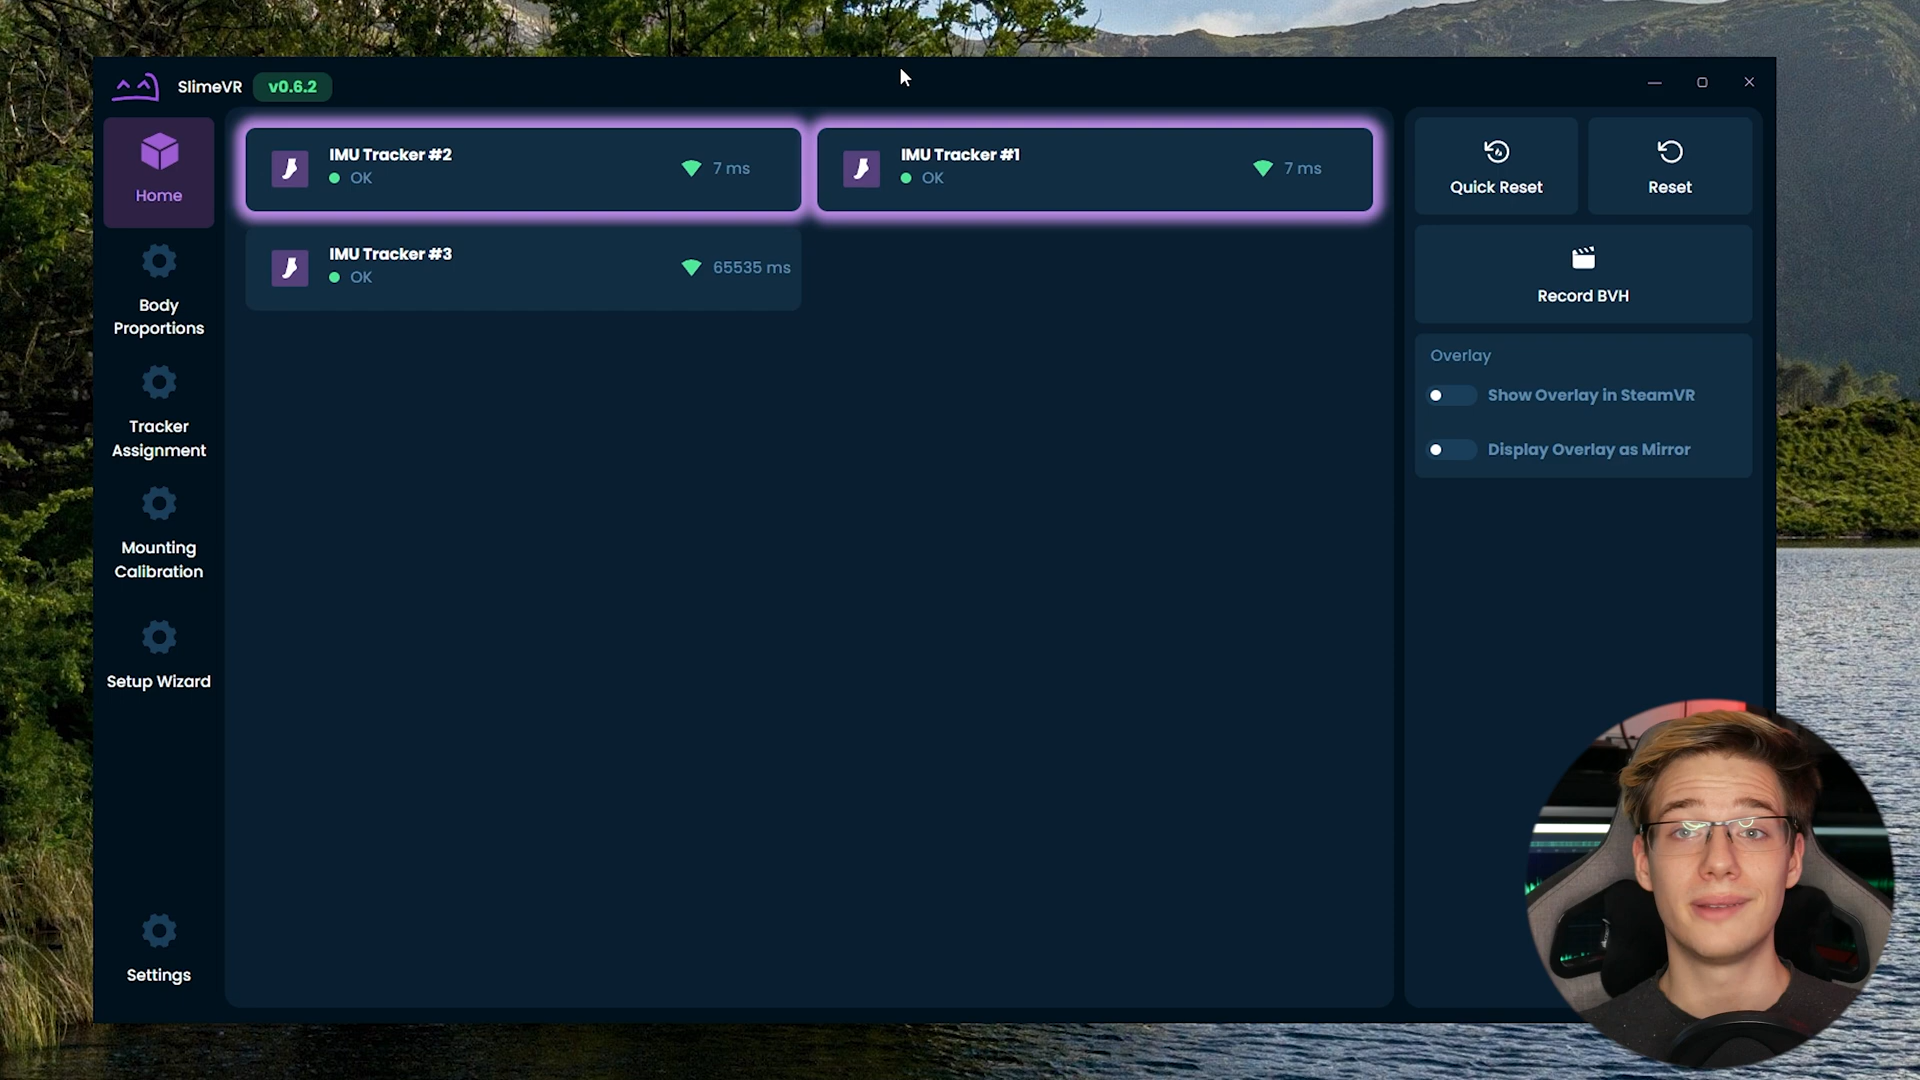 SlimeVR v0.6.2
Home
Body
Proportions
Tracker
Assignment
Mounting
Calibration
Setup Wizard
Settings
IMU Tracker #2
OK
7 ms
IMU Tracker #1
OK
7 ms
IMU Tracker #3
OK
65535 ms
Quick Reset
Reset
Record BVH
Overlay
Show Overlay in SteamVR
Display Overlay as Mirror